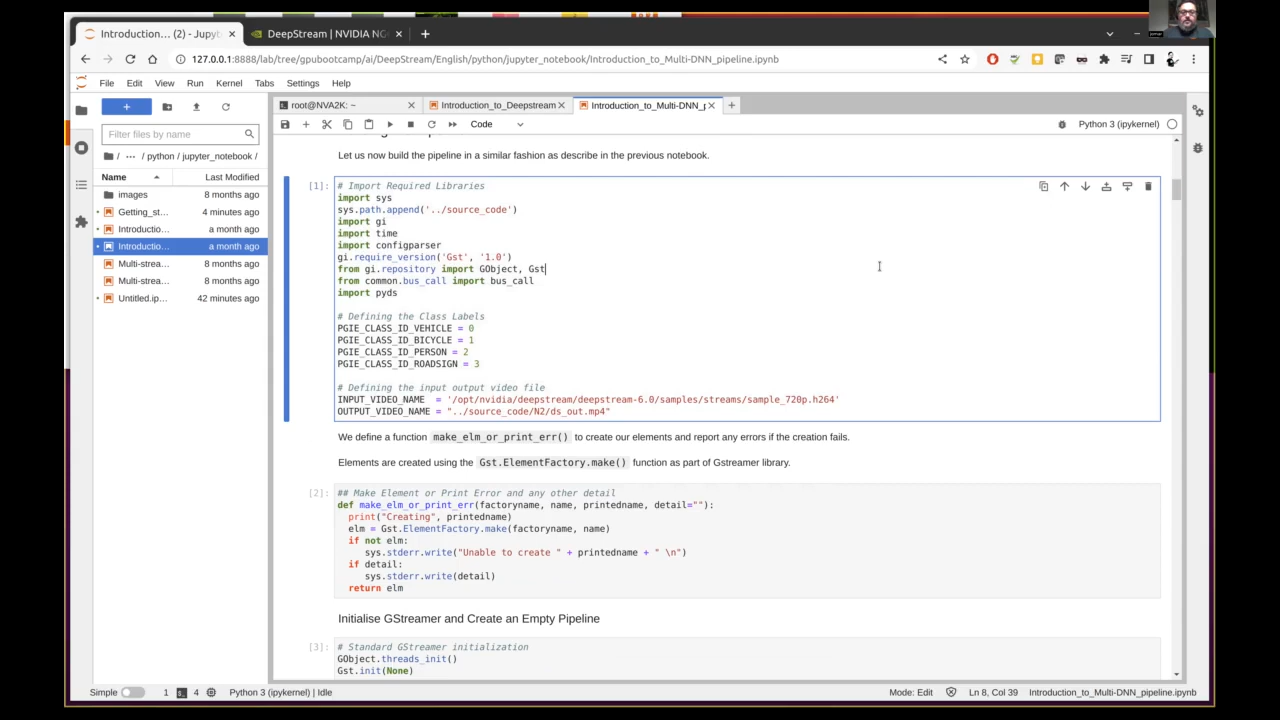 Introduction... (2) - Jupyt
DeepStream | NVIDIA NG
127.0.0.1:8888/lab/tree/gpubootcamp/ai/DeepStream/English/python/jupyter_notebook/Introduction_to_Multi-DNN_pipeline.ipynb
File Edit View Run Kernel Tabs Settings Help
root@NVA2K: ~
Introduction_to_Deepstream
Introduction_to_Multi-DNN_p
Code
Python 3 (ipykernel)
Filter files by name
/ ··· / python / jupyter_notebook /
Name Last Modified
images 8 months ago
Getting_st... 4 minutes ago
Introductio... a month ago
Introductio... a month ago
Multi-strea... 8 months ago
Multi-strea... 8 months ago
Untitled.ip... 42 minutes ago
Let us now build the pipeline in a similar fashion as describe in the previous notebook.
[1]:
# Import Required Libraries
import sys
sys.path.append('../source_code')
import gi
import time
import configparser
gi.require_version('Gst', '1.0')
from gi.repository import GObject, Gst
from common.bus_call import bus_call
import pyds
# Defining the Class Labels
PGIE_CLASS_ID_VEHICLE = 0
PGIE_CLASS_ID_BICYCLE = 1
PGIE_CLASS_ID_PERSON = 2
PGIE_CLASS_ID_ROADSIGN = 3
# Defining the input output video file
INPUT_VIDEO_NAME = '/opt/nvidia/deepstream/deepstream-6.0/samples/streams/sample_720p.h264'
OUTPUT_VIDEO_NAME = "../source_code/N2/ds_out.mp4"
We define a function make_elm_or_print_err() to create our elements and report any errors if the creation fails.
Elements are created using the Gst.ElementFactory.make() function as part of Gstreamer library.
[2]:
## Make Element or Print Error and any other detail
def make_elm_or_print_err(factoryname, name, printedname, detail=""):
print("Creating", printedname)
elm = Gst.ElementFactory.make(factoryname, name)
if not elm:
sys.stderr.write("Unable to create " + printedname + " \n")
if detail:
sys.stderr.write(detail)
return elm
Initialise GStreamer and Create an Empty Pipeline
[3]:
# Standard GStreamer initialization
GObject.threads_init()
Gst.init(None)
Simple 1 4 Python 3 (ipykernel) | Idle
Mode: Edit Ln 8, Col 39 Introduction_to_Multi-DNN_pipeline.ipynb